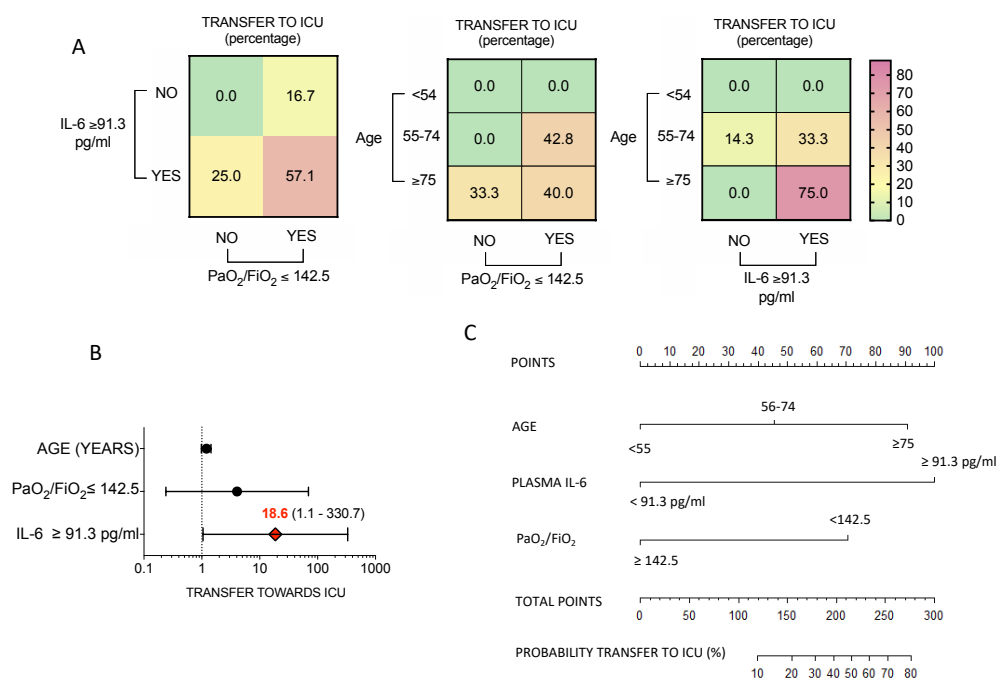 A
TRANSFER TO ICU
(percentage)
NO
0.0 16.7
IL-6 ≥91.3
pg/ml
YES
25.0 57.1
NO YES
PaO₂/FiO₂ ≤ 142.5
TRANSFER TO ICU
(percentage)
<54
0.0 0.0
Age
55-74
0.0 42.8
≥75
33.3 40.0
NO YES
PaO₂/FiO₂ ≤ 142.5
TRANSFER TO ICU
(percentage)
<54
0.0 0.0
Age
55-74
14.3 33.3
≥75
0.0 75.0
NO YES
IL-6 ≥91.3
pg/ml
80
70
60
50
40
30
20
10
0
B
AGE (YEARS)
PaO₂/FiO₂≤ 142.5
18.6 (1.1 - 330.7)
IL-6 ≥ 91.3 pg/ml
0.1 1 10 100 1000
TRANSFER TOWARDS ICU
C
POINTS
0 10 20 30 40 50 60 70 80 90 100
56-74
AGE
<55 ≥75
≥ 91.3 pg/ml
PLASMA IL-6
< 91.3 pg/ml
<142.5
PaO₂/FiO₂
≥ 142.5
TOTAL POINTS
0 50 100 150 200 250 300
PROBABILITY TRANSFER TO ICU (%)
10 20 30 40 50 60 70 80